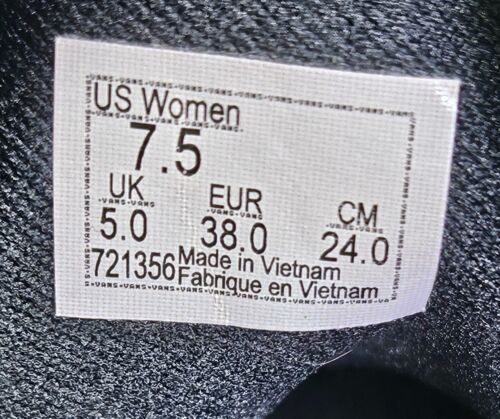 US Women
7.5
UK EUR CM
5.0 38.0 24.0
721356 Made in Vietnam
Fabrique en Vietnam